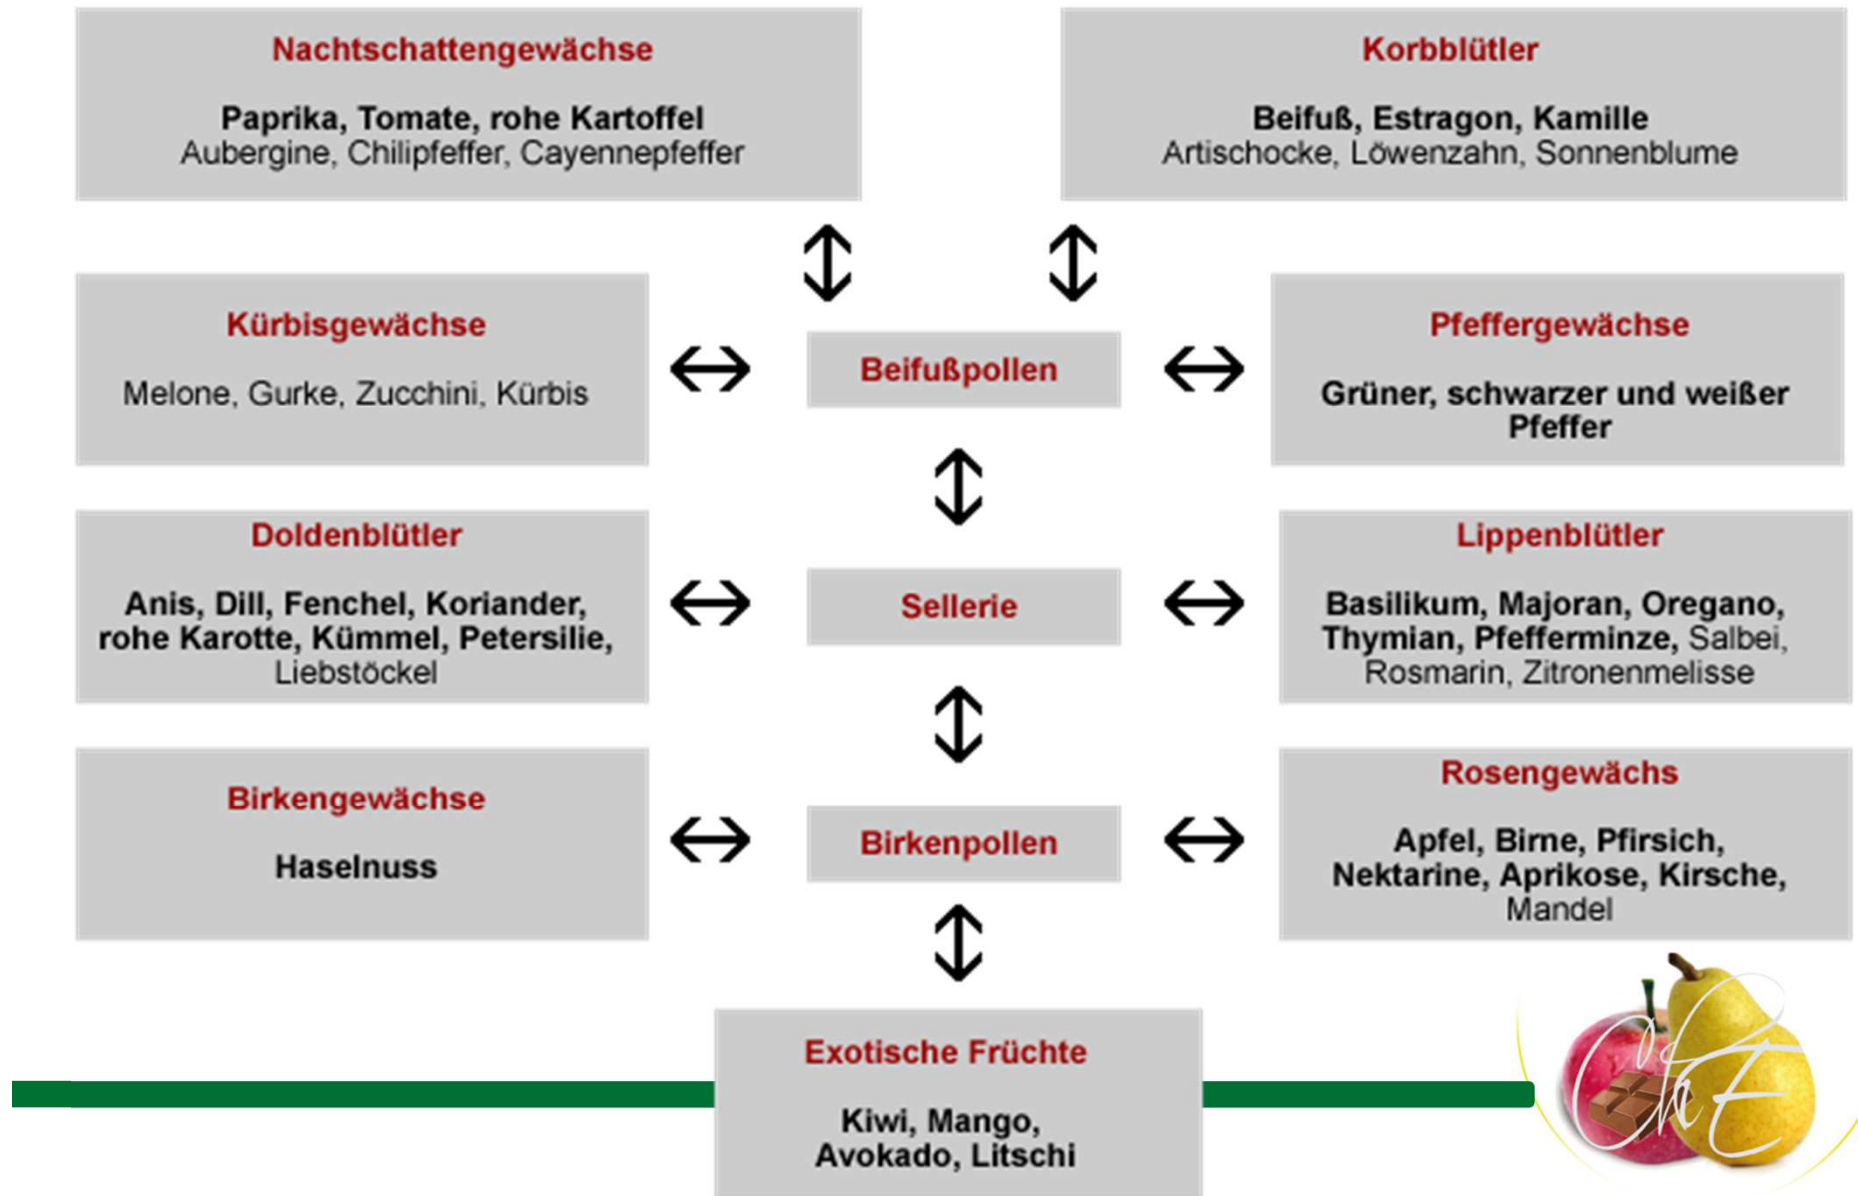 Nachtschattengewächse
Paprika, Tomate, rohe Kartoffel
Aubergine, Chilipfeffer, Cayennepfeffer
Korbblütler
Beifuß, Estragon, Kamille
Artischocke, Löwenzahn, Sonnenblume
Kürbisgewächse
Melone, Gurke, Zucchini, Kürbis
Beifußpollen
Pfeffergewächse
Grüner, schwarzer und weißer
Pfeffer
Doldenblütler
Anis, Dill, Fenchel, Koriander,
rohe Karotte, Kümmel, Petersilie,
Liebstöckel
Sellerie
Lippenblütler
Basilikum, Majoran, Oregano,
Thymian, Pfefferminze, Salbei,
Rosmarin, Zitronenmelisse
Birkengewächse
Haselnuss
Birkenpollen
Rosengewächs
Apfel, Birne, Pfirsich,
Nektarine, Aprikose, Kirsche,
Mandel
Exotische Früchte
Kiwi, Mango,
Avokado, Litschi
ChE